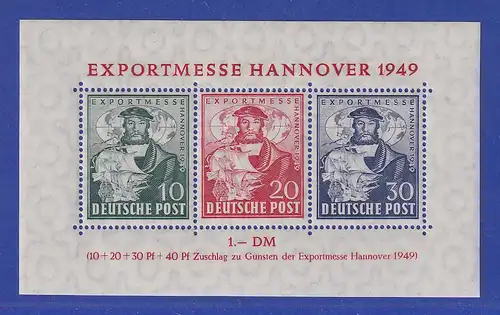 EXPORTMESSE HANNOVER 1949
EXPORTMESSE HANNOVER-1949
10
DEUTSCHE POST
EXPORTMESSE HANNOVER-1949
20
DEUTSCHE POST
EXPORTMESSE HANNOVER-1949
30
DEUTSCHE POST
1.— DM
(10+20+30 Pf + 40 Pf Zuschlag zu Gunsten der Exportmesse Hannover 1949)